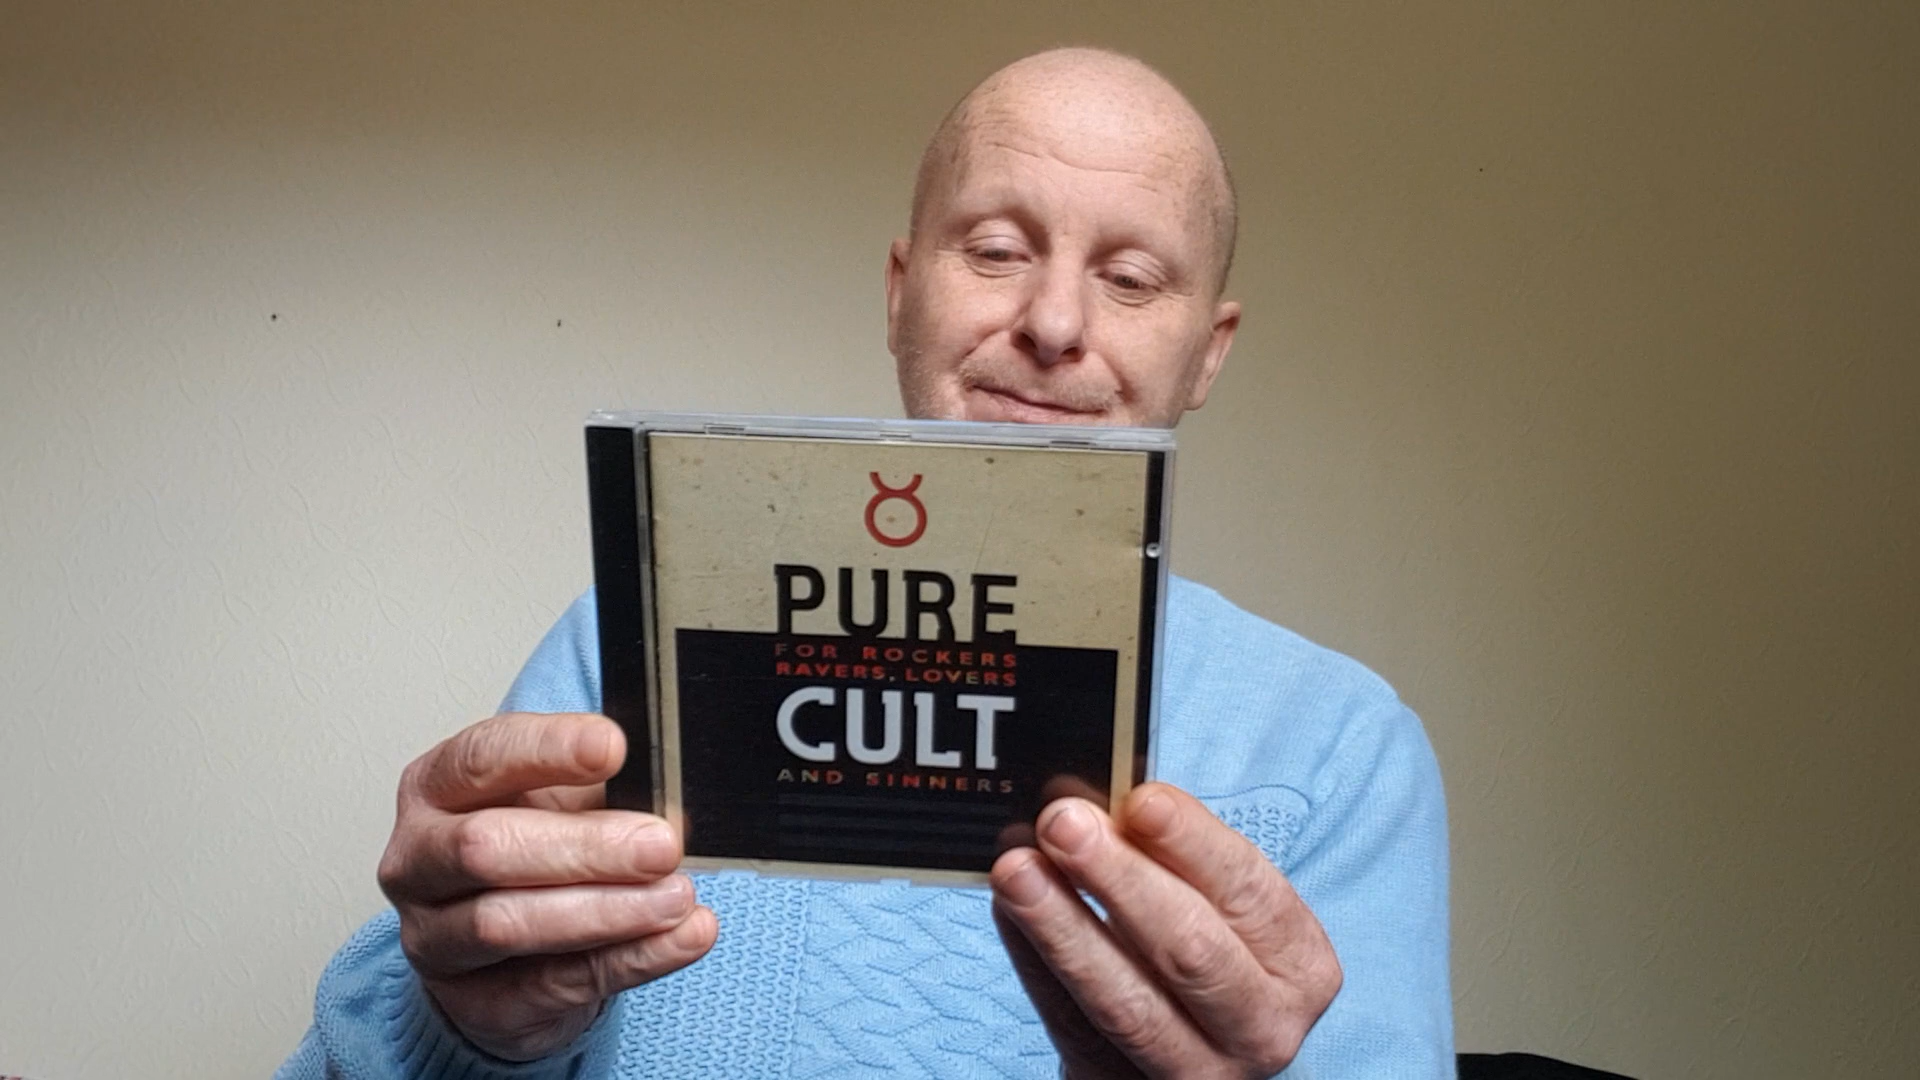 PURE
FOR ROCKERS
RAVERS, LOVERS
CULT
AND SINNERS